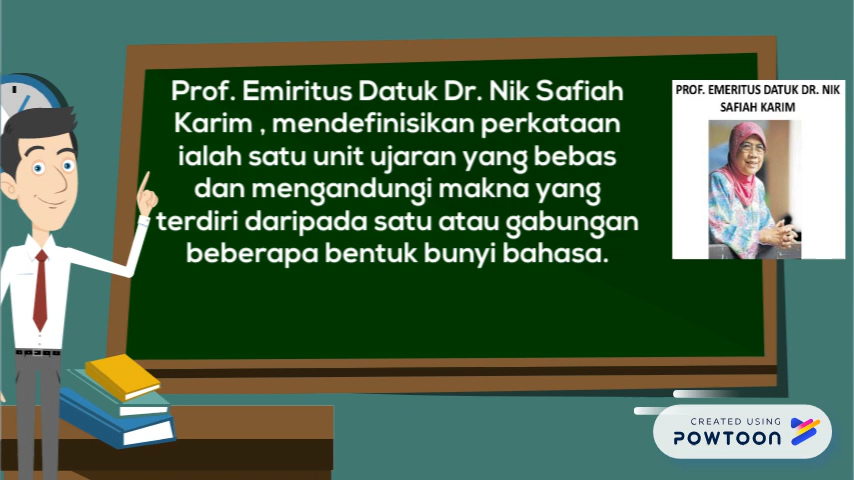 Prof. Emiritus Datuk Dr. Nik Safiah
Karim , mendefinisikan perkataan
ialah satu unit ujaran yang bebas
dan mengandungi makna yang
terdiri daripada satu atau gabungan
beberapa bentuk bunyi bahasa.
PROF. EMERITUS DATUK DR. NIK
SAFIAH KARIM
CREATED USING
POWTOON